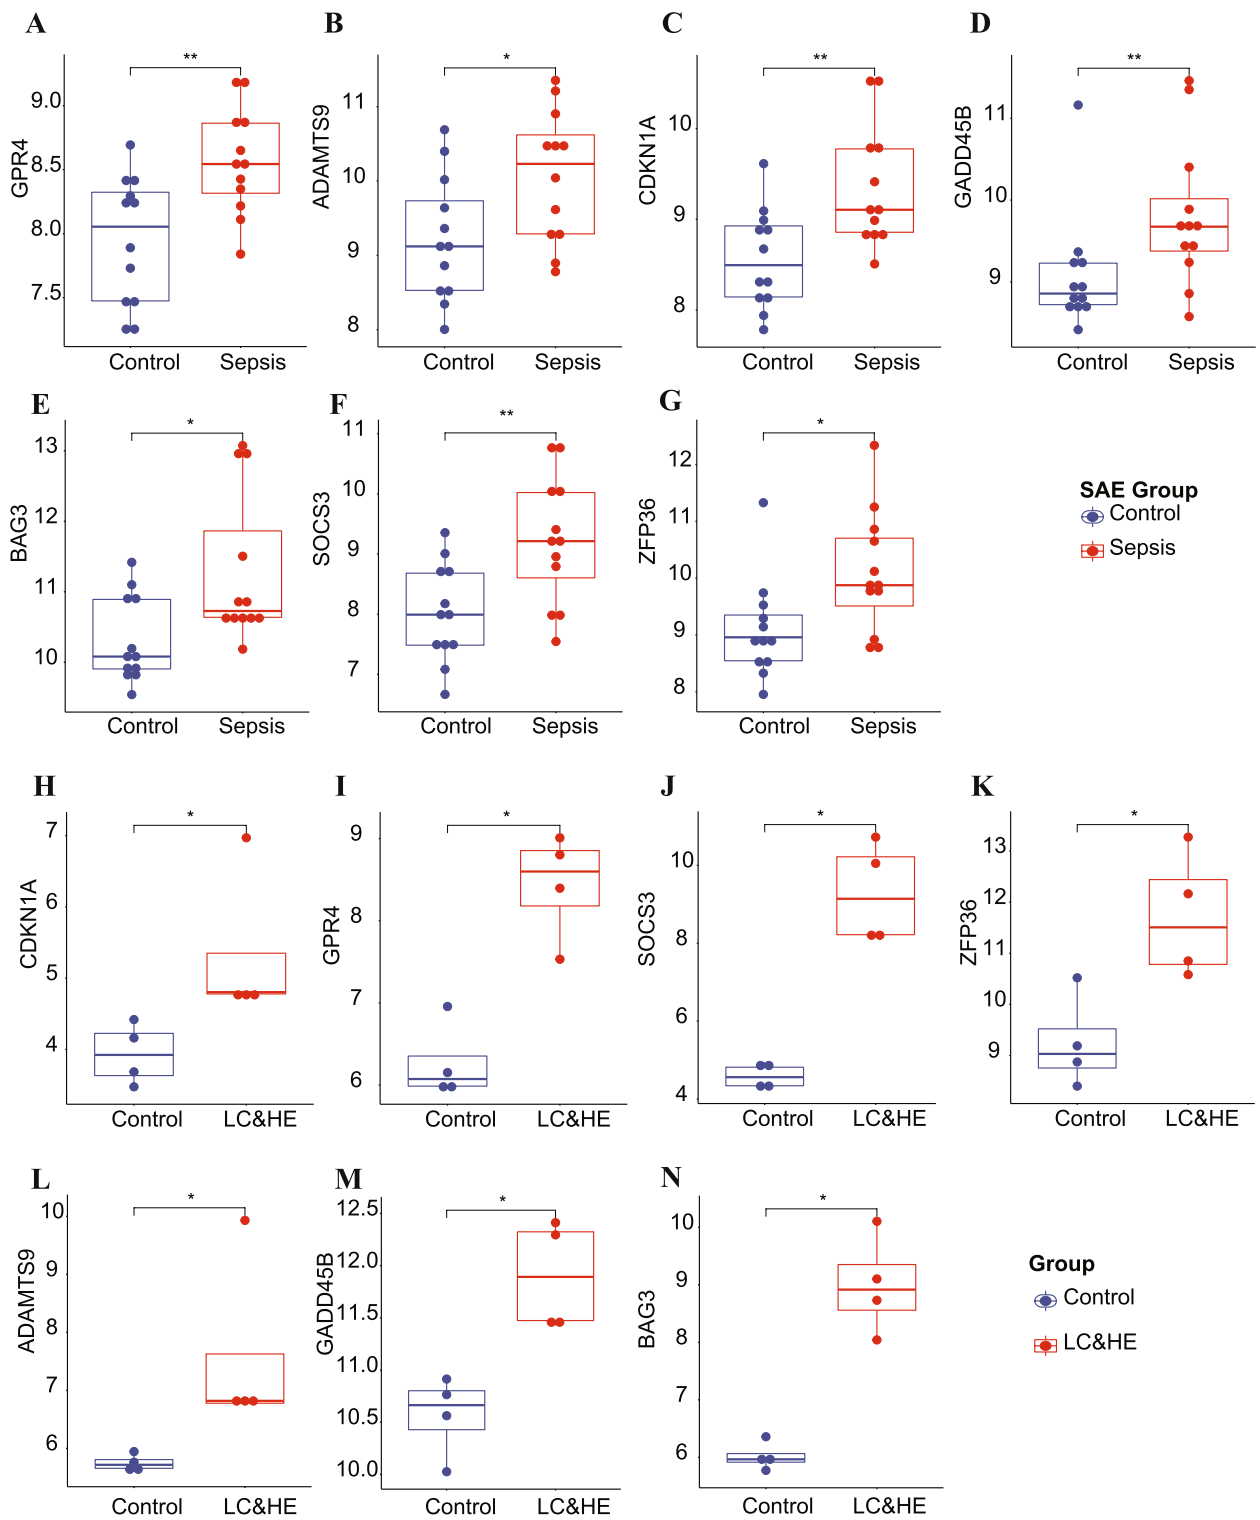 A
B
C
D
**
*
**
**
GPR4
9.0
8.5
8.0
7.5
Control
Sepsis
ADAMTS9
11
10
9
8
Control
Sepsis
CDKN1A
10
9
8
Control
Sepsis
GADD45B
11
10
9
Control
Sepsis
E
F
G
*
**
*
BAG3
13
12
11
10
Control
Sepsis
SOCS3
11
10
9
8
7
Control
Sepsis
ZFP36
12
11
10
9
8
Control
Sepsis
SAE Group
Control
Sepsis
H
I
J
K
*
*
*
*
CDKN1A
7
6
5
4
Control
LC&HE
GPR4
9
8
7
6
Control
LC&HE
SOCS3
10
8
6
4
Control
LC&HE
ZFP36
13
12
11
10
9
Control
LC&HE
L
M
N
*
*
*
ADAMTS9
10
9
8
7
6
Control
LC&HE
GADD45B
12.5
12.0
11.5
11.0
10.5
10.0
Control
LC&HE
BAG3
10
9
8
7
6
Control
LC&HE
Group
Control
LC&HE